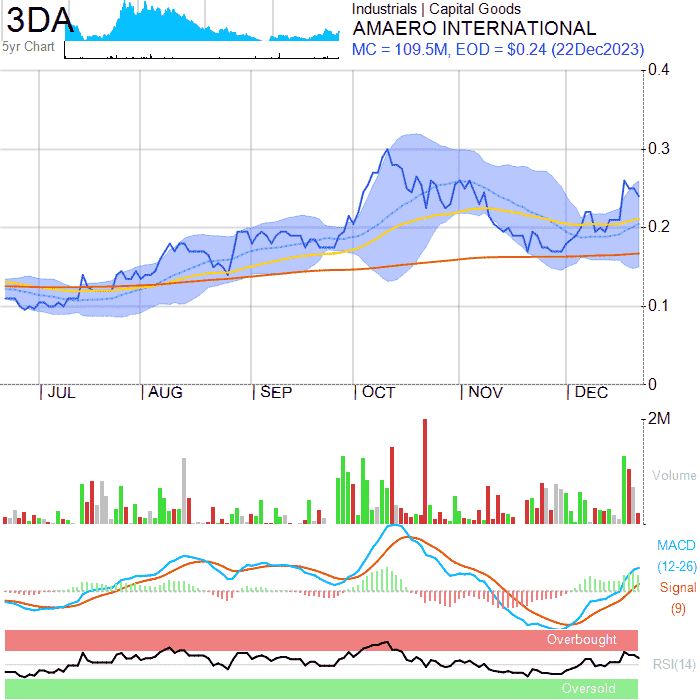 3DA
5yr Chart
Industrials | Capital Goods
AMAERO INTERNATIONAL
MC = 109.5M, EOD = $0.24 (22Dec2023)
0.4
0.3
0.2
0.1
0
| JUL | AUG | SEP | OCT | NOV | DEC
2M
Volume
MACD
(12-26)
Signal
(9)
Overbought
RSI(14)
Oversold